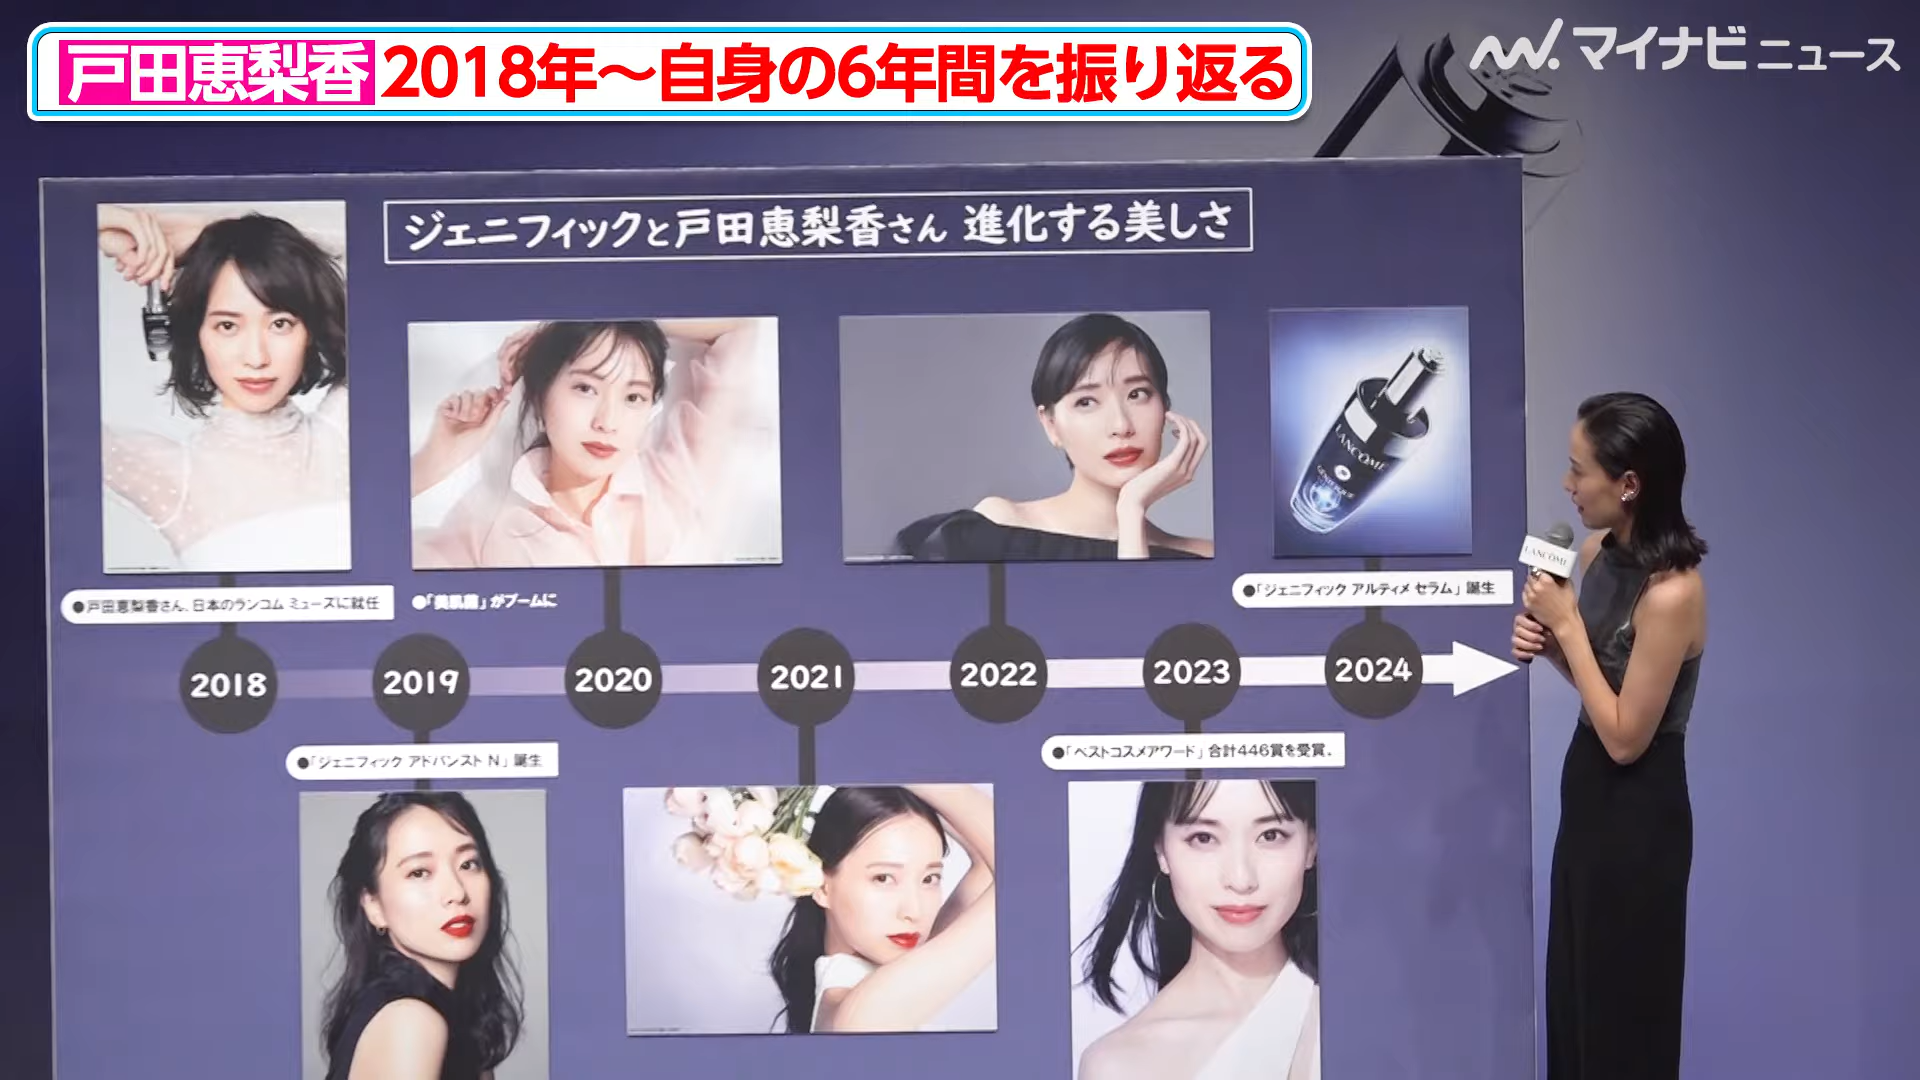 戸田恵梨香 2018年～自身の6年間を振り返る
マイナビニュース
ジェニフィックと戸田恵梨香さん 進化する美しさ
LANCÔME
GÉNIFIQUE
LANCÔME
●戸田恵梨香さん、日本のランコム ミューズに就任
●「美肌菌」がブームに
●「ジェニフィック アルティメ セラム」誕生
2018
2019
2020
2021
2022
2023
2024
●「ジェニフィック アドバンスト N」誕生
●「ベストコスメアワード」合計446賞を受賞。